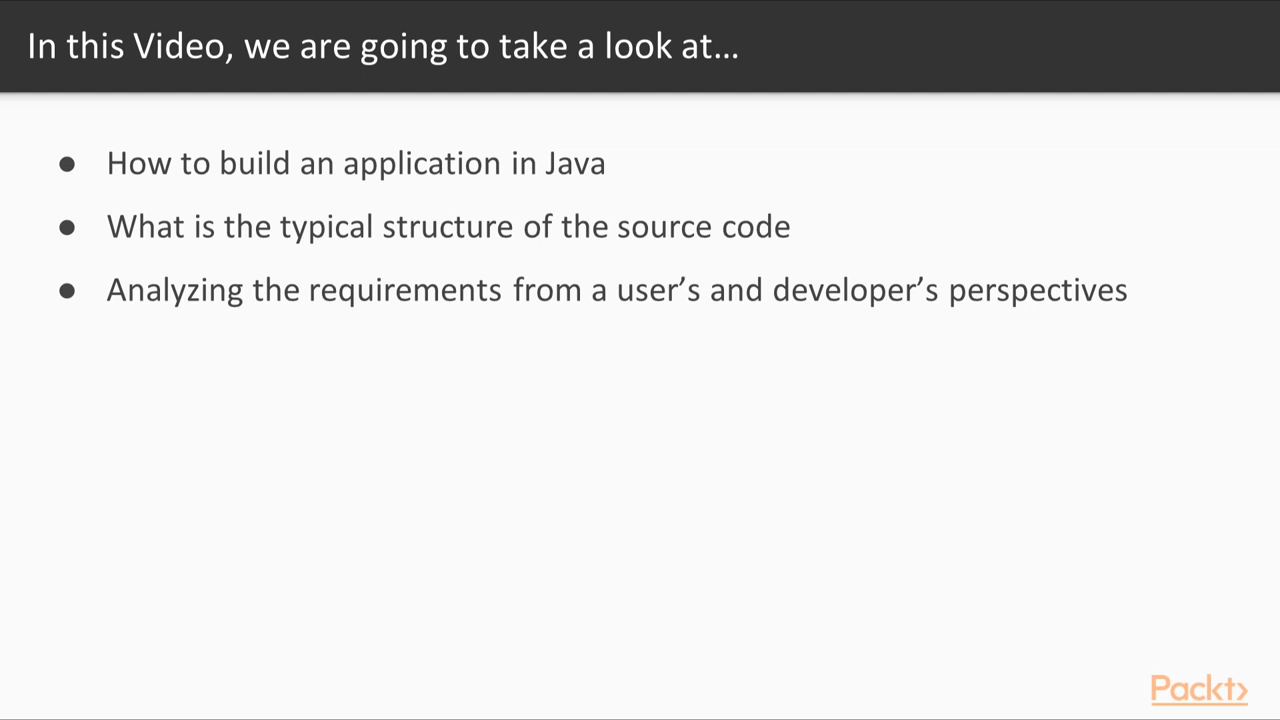 In this Video, we are going to take a look at...
● How to build an application in Java
● What is the typical structure of the source code
● Analyzing the requirements from a user’s and developer’s perspectives
Packt>